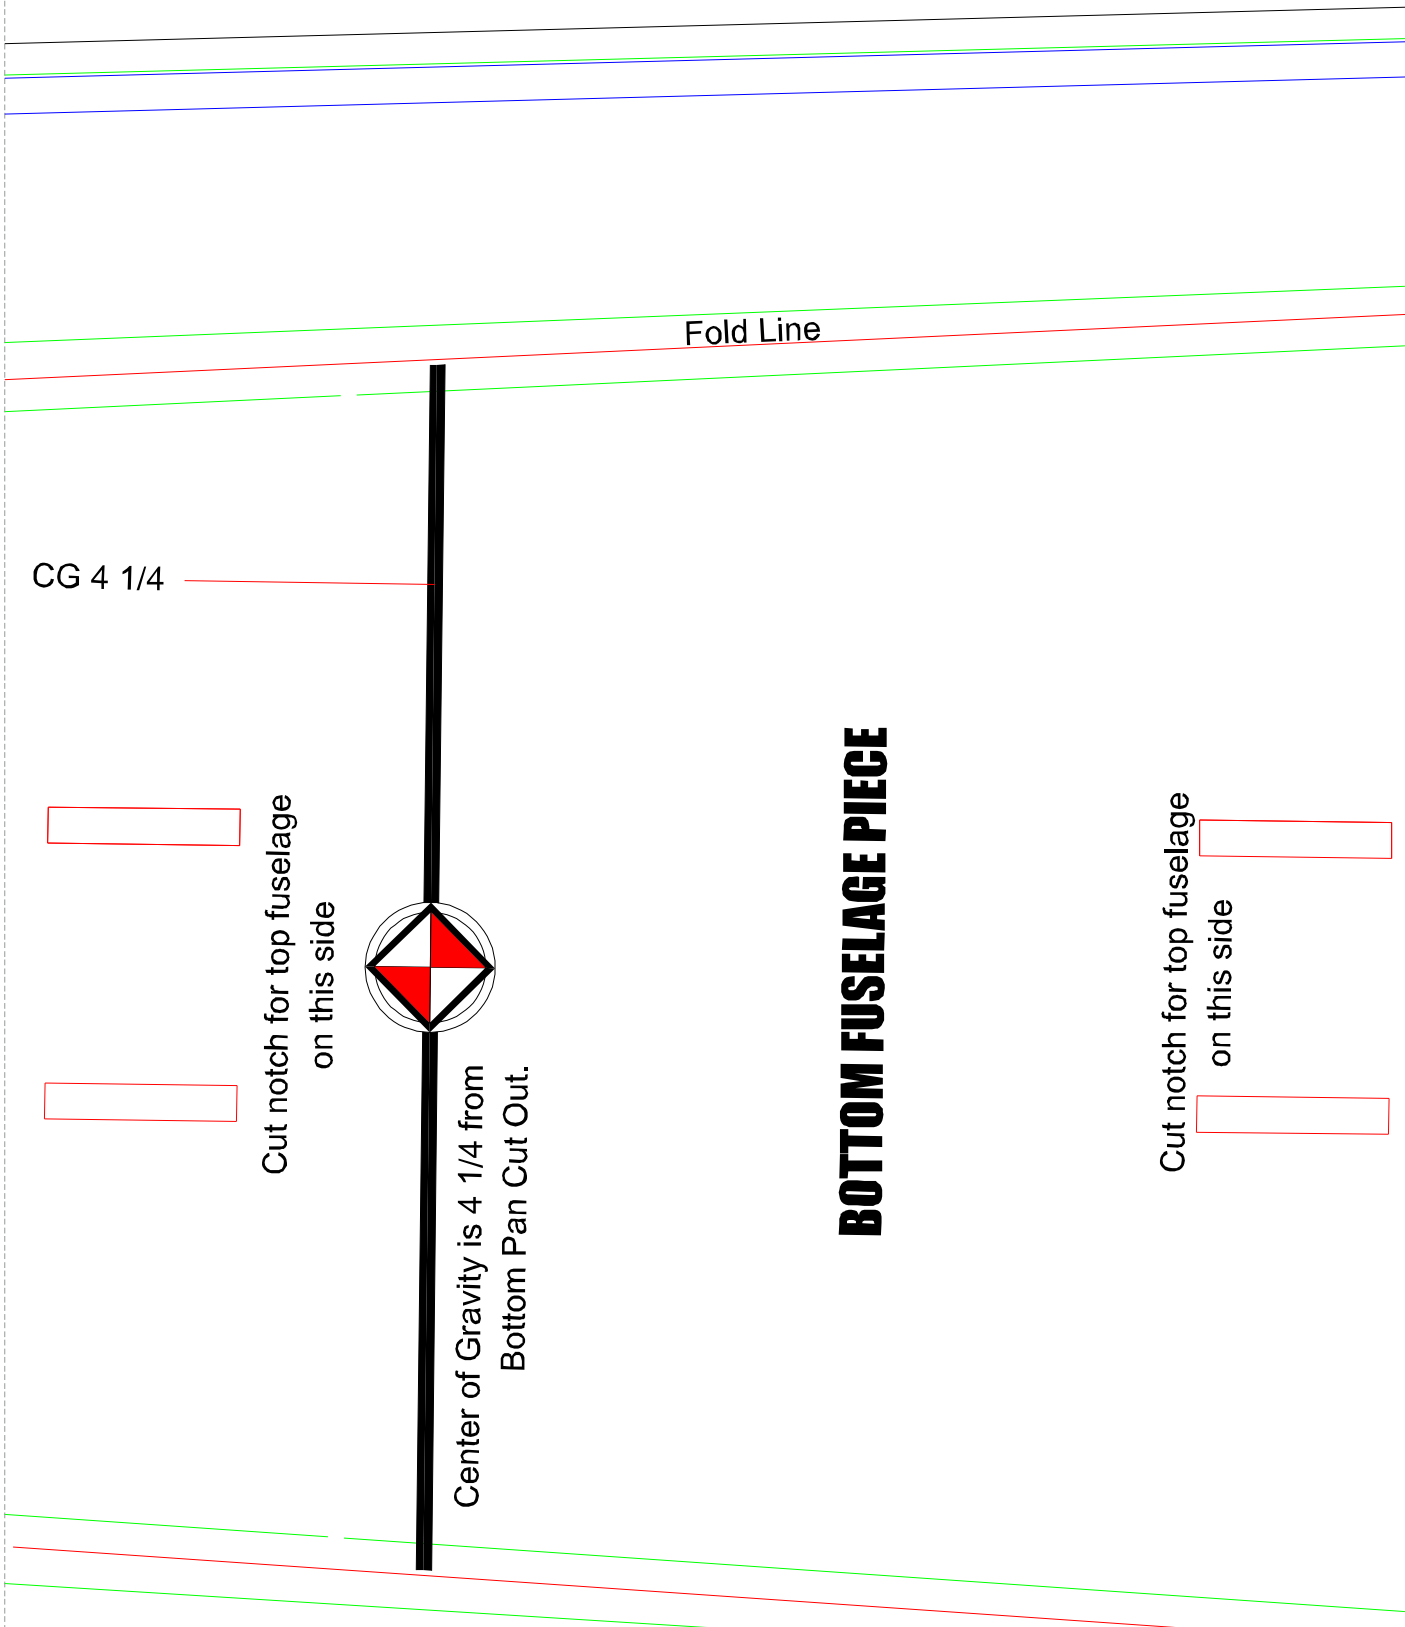 Fold Line
CG 4 1/4
Cut notch for top fuselage
on this side
Center of Gravity is 4 1/4 from
Bottom Pan Cut Out.
BOTTOM FUSELAGE PIECE
Cut notch for top fuselage
on this side